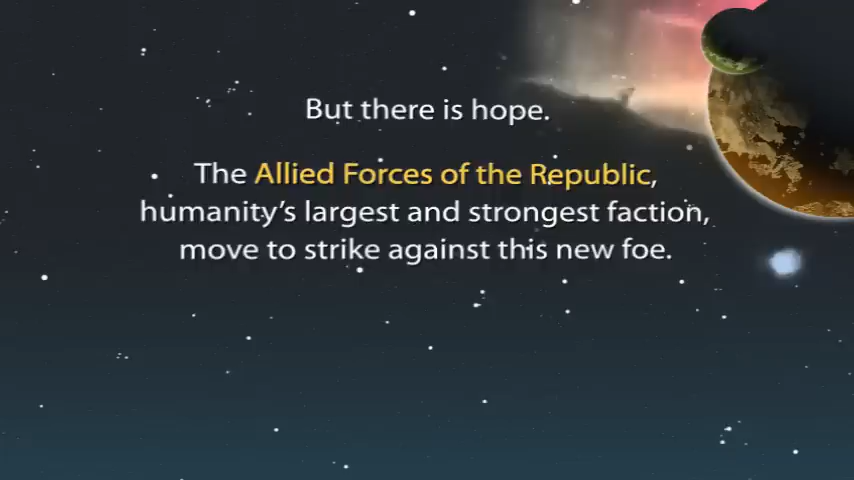 But there is hope.
The Allied Forces of the Republic,
humanity's largest and strongest faction,
move to strike against this new foe.